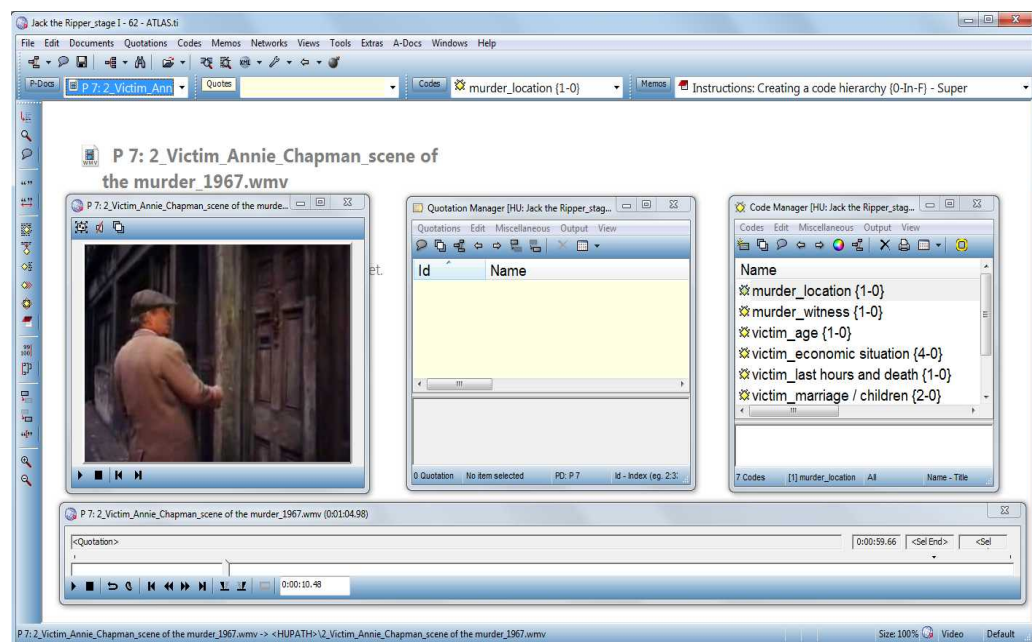 Jack the Ripper_stage I - 62 - ATLAS.ti
File Edit Documents Quotations Codes Memos Networks Views Tools Extras A-Docs Windows Help
P-Docs P 7: 2_Victim_Ann Quotes Codes murder_location {1-0} Memos Instructions: Creating a code hierarchy {0-In-F} - Super
P 7: 2_Victim_Annie_Chapman_scene of
the murder_1967.wmv
P 7: 2_Victim_Annie_Chapman_scene of the murde...
et.
Quotation Manager [HU: Jack the Ripper_stag...
Quotations Edit Miscellaneous Output View
Id Name
0 Quotation No item selected PD: P 7 Id - Index (eg. 2:3:
Code Manager [HU: Jack the Ripper_stag...
Codes Edit Miscellaneous Output View
Name
murder_location {1-0}
murder_witness {1-0}
victim_age {1-0}
victim_economic situation {4-0}
victim_last hours and death {1-0}
victim_marriage / children {2-0}
7 Codes [1] murder_location All Name - Title
P 7: 2_Victim_Annie_Chapman_scene of the murder_1967.wmv (0:01:04.98)
<Quotation> 0:00:59.66 <Sel End> <Sel
0:00:10.48
P 7: 2_Victim_Annie_Chapman_scene of the murder_1967.wmv -> <HUPATH>\2_Victim_Annie_Chapman_scene of the murder_1967.wmv Size: 100% Video Default